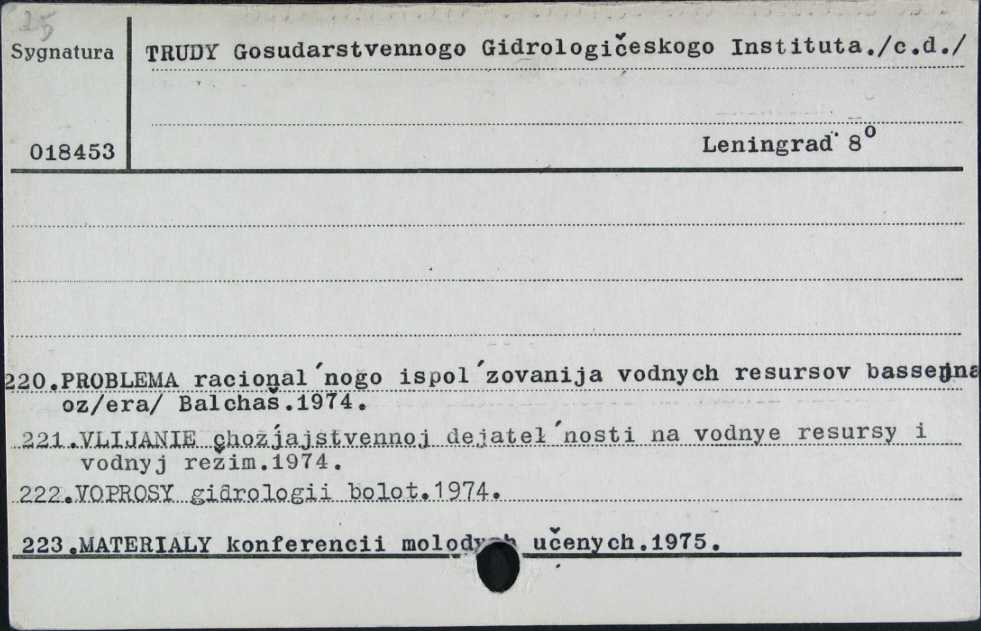 25
Sygnatura
TRUDY Gosudarstvennogo Gidrologičeskogo Instituta./c.d./
018453
Leningrad 8⁰
220.PROBLEMA racional´nogo ispol´zovanija vodnych resursov bassejna
oz/era/ Balchaš.1974.
221.VLIJANIE chozjajstvennoj dejatel´nosti na vodnye resursy i
vodnyj režim.1974.
222.VOPROSY gidrologii bolot.1974.
223.MATERIALY konferencii molodych učenych.1975.